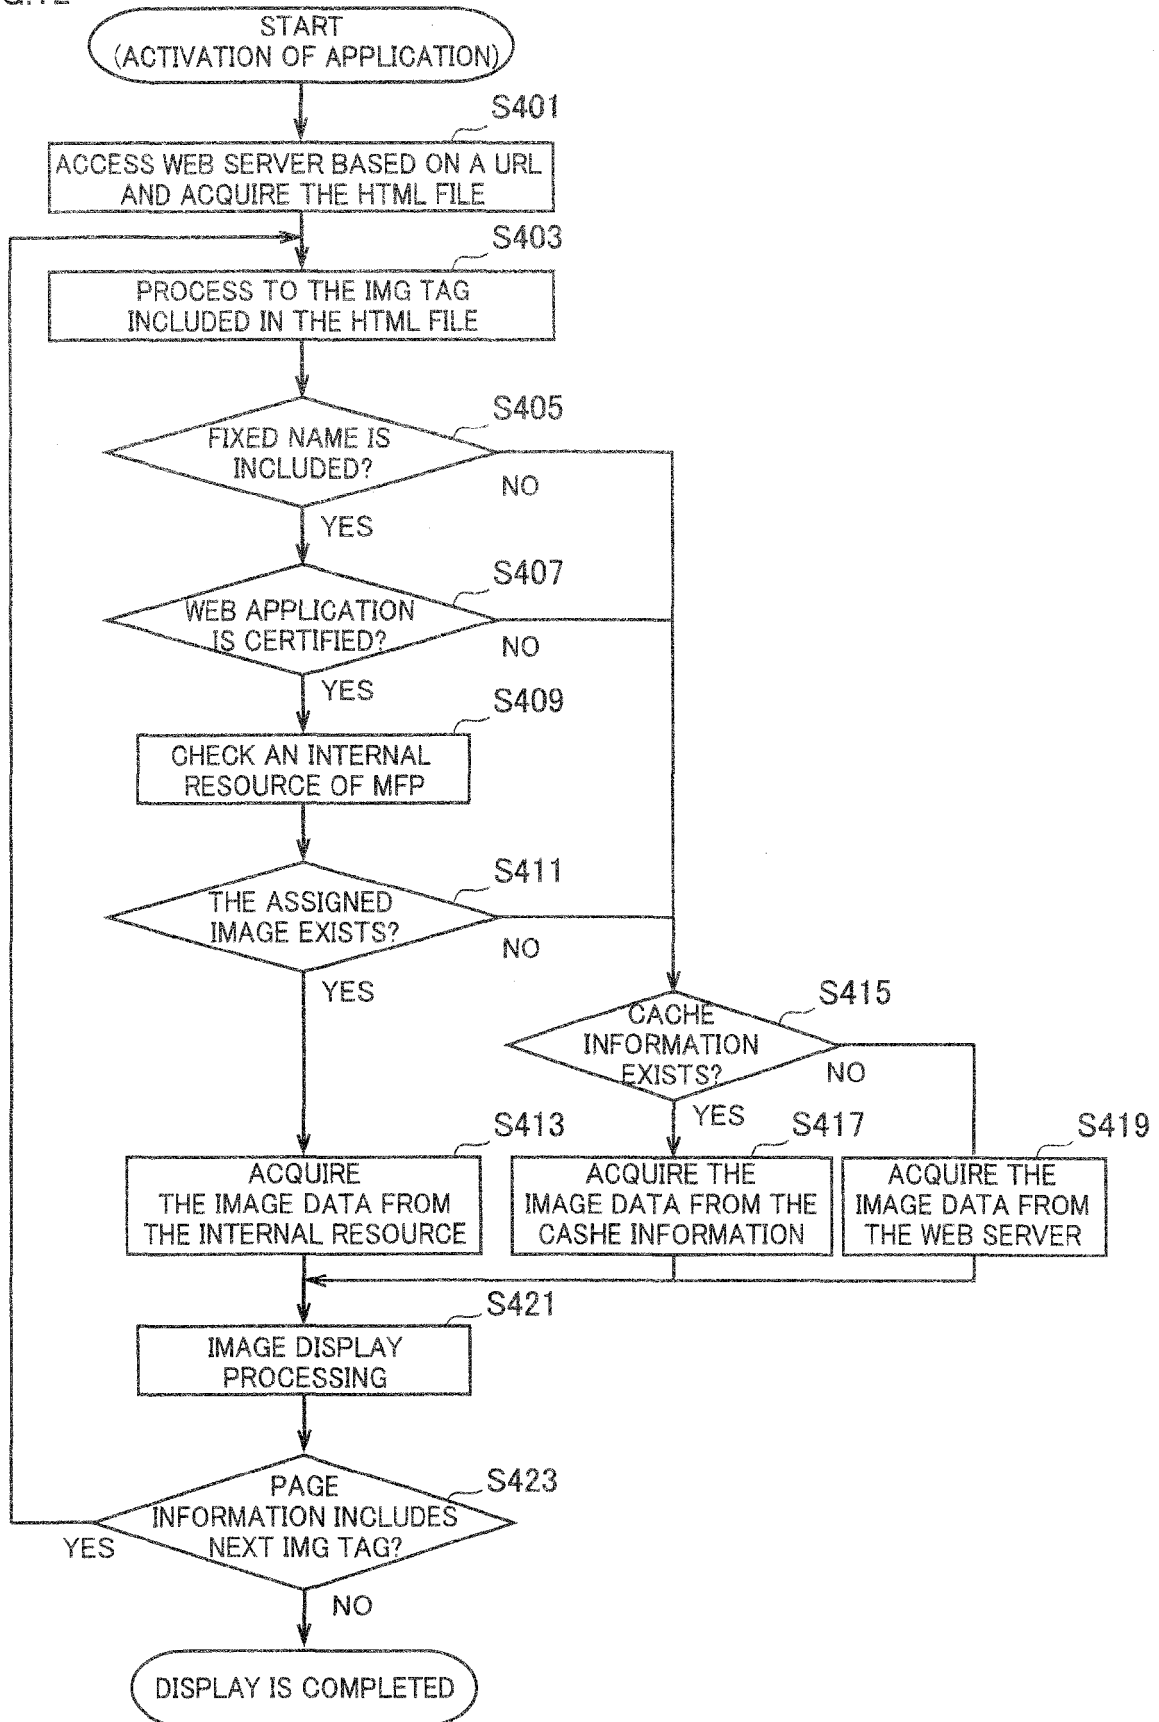 START
(ACTIVATION OF APPLICATION)
S401
ACCESS WEB SERVER BASED ON A URL
AND ACQUIRE THE HTML FILE
S403
PROCESS TO THE IMG TAG
INCLUDED IN THE HTML FILE
S405
FIXED NAME IS
INCLUDED?
NO
YES
S407
WEB APPLICATION
IS CERTIFIED?
NO
YES
S409
CHECK AN INTERNAL
RESOURCE OF MFP
S411
THE ASSIGNED
IMAGE EXISTS?
NO
YES
S415
CACHE
INFORMATION
EXISTS?
NO
YES
S413
ACQUIRE
THE IMAGE DATA FROM
THE INTERNAL RESOURCE
S417
ACQUIRE THE
IMAGE DATA FROM THE
CASHE INFORMATION
S419
ACQUIRE THE
IMAGE DATA FROM
THE WEB SERVER
S421
IMAGE DISPLAY
PROCESSING
S423
PAGE
INFORMATION INCLUDES
NEXT IMG TAG?
YES
NO
DISPLAY IS COMPLETED